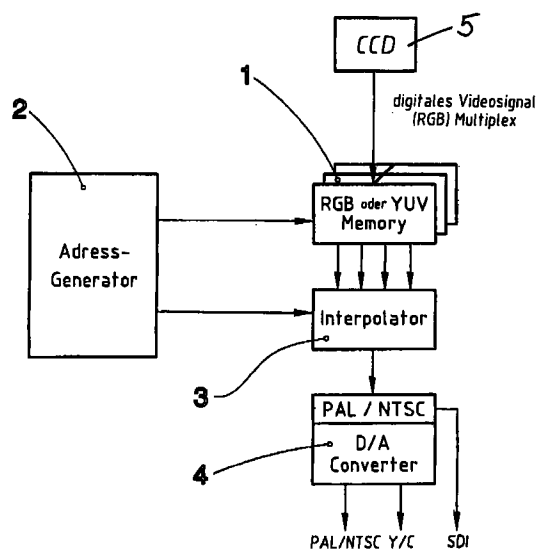 CCD
5
1
digitales Videosignal
(RGB) Multiplex
2
RGB oder YUV
Memory
Adress-
Generator
Interpolator
3
PAL / NTSC
D/A
Converter
4
PAL/NTSC Y/C SDI